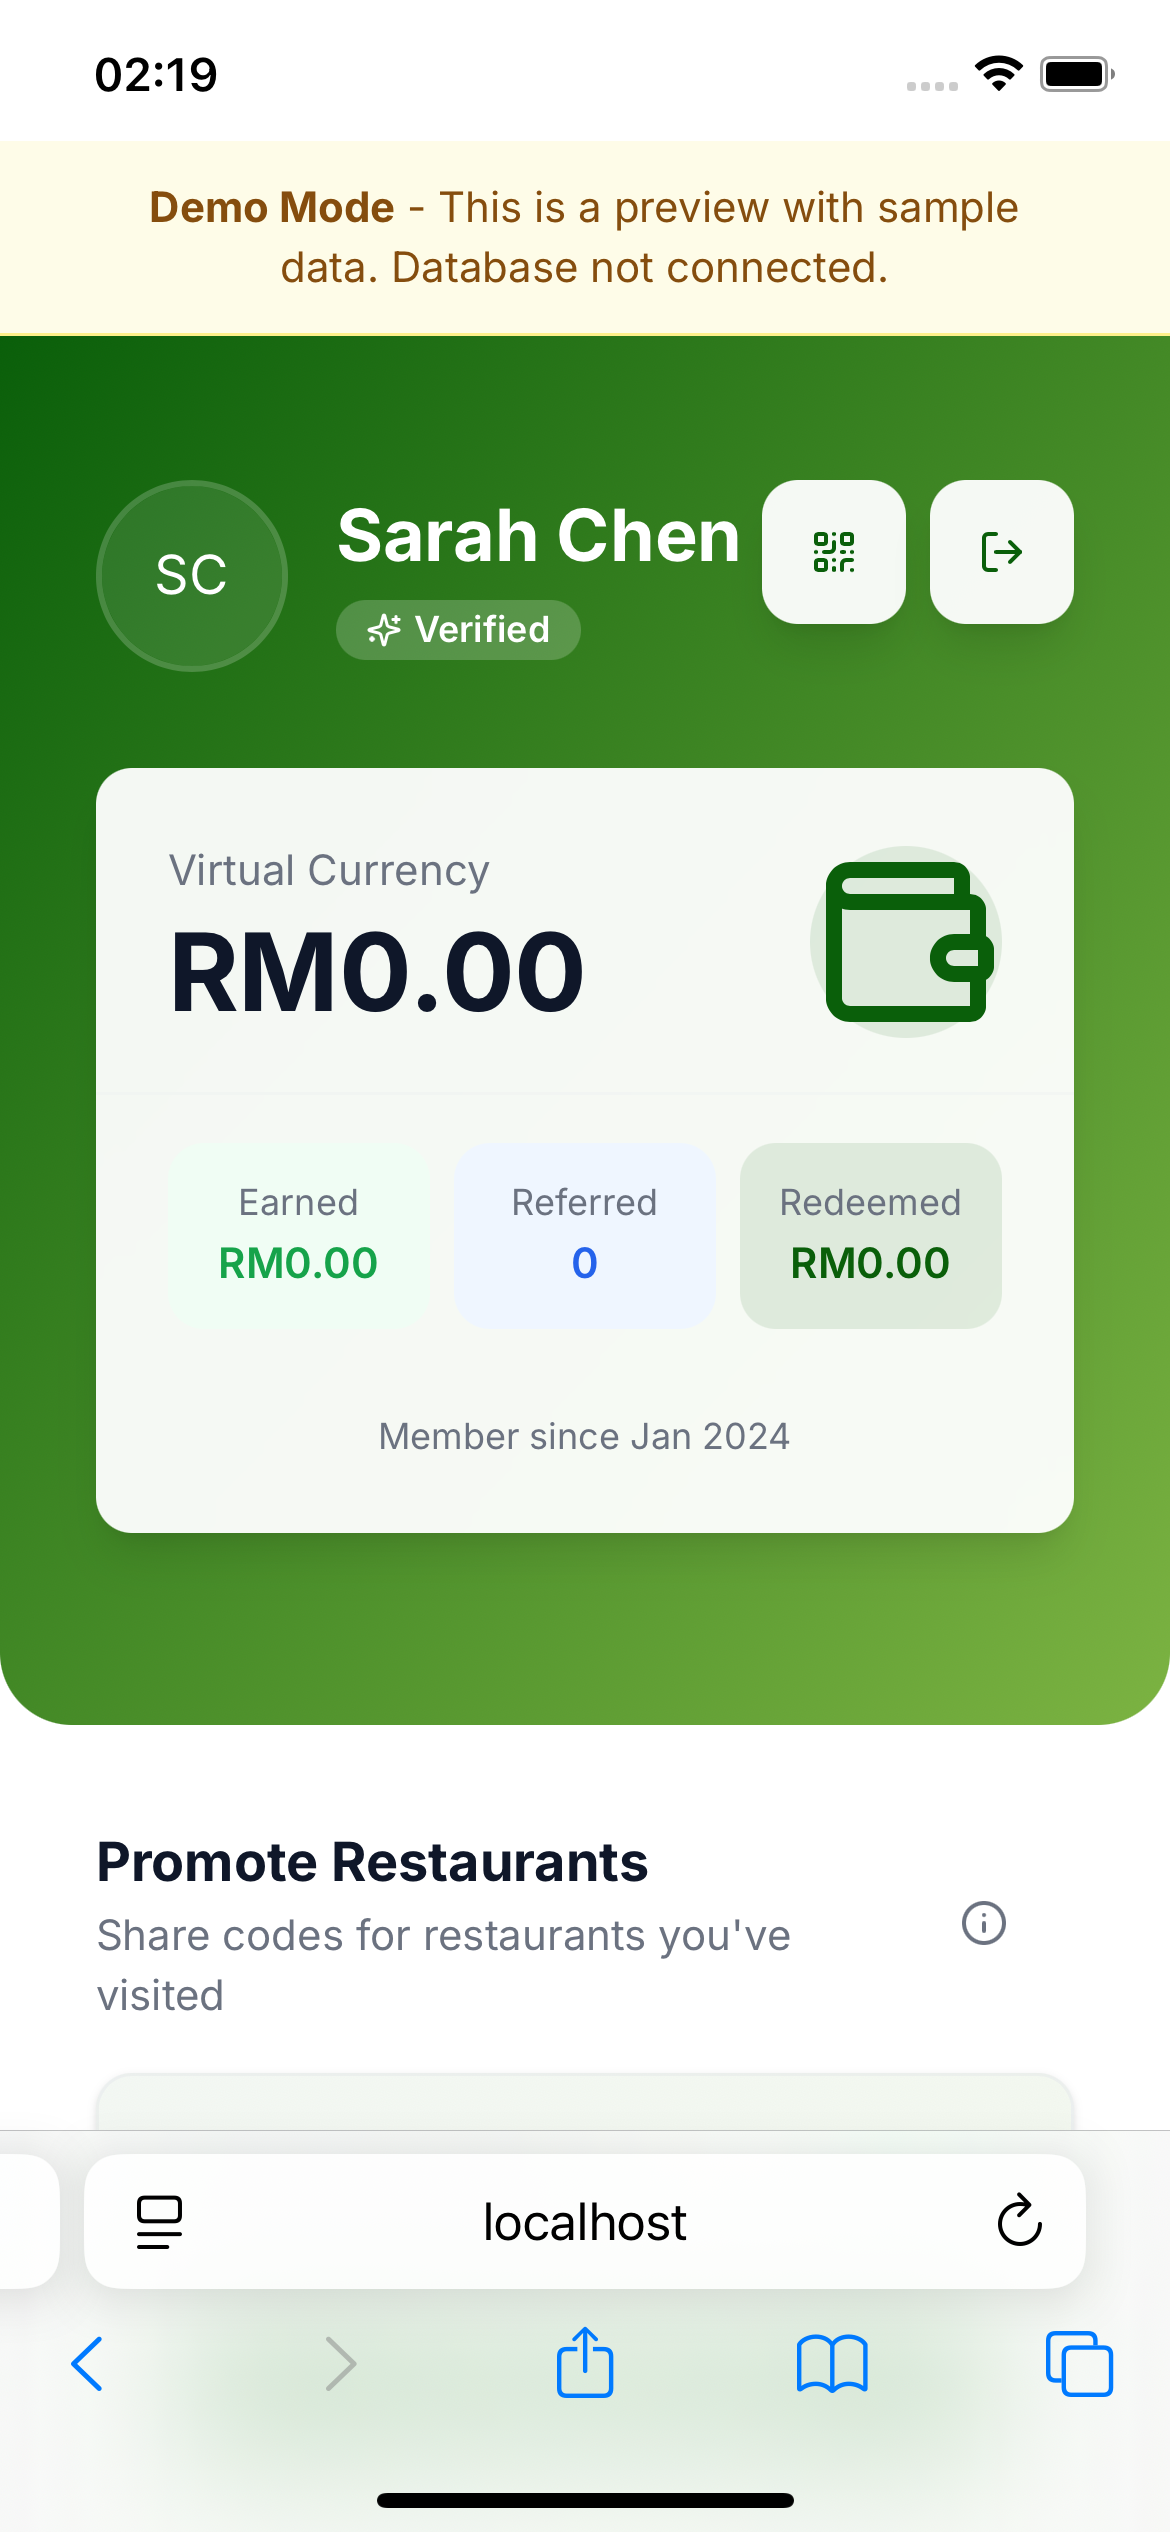 02:19
Demo Mode - This is a preview with sample
data. Database not connected.
SC
Sarah Chen
Verified
Virtual Currency
RM0.00
Earned
RM0.00
Referred
0
Redeemed
RM0.00
Member since Jan 2024
Promote Restaurants
Share codes for restaurants you've
visited
localhost